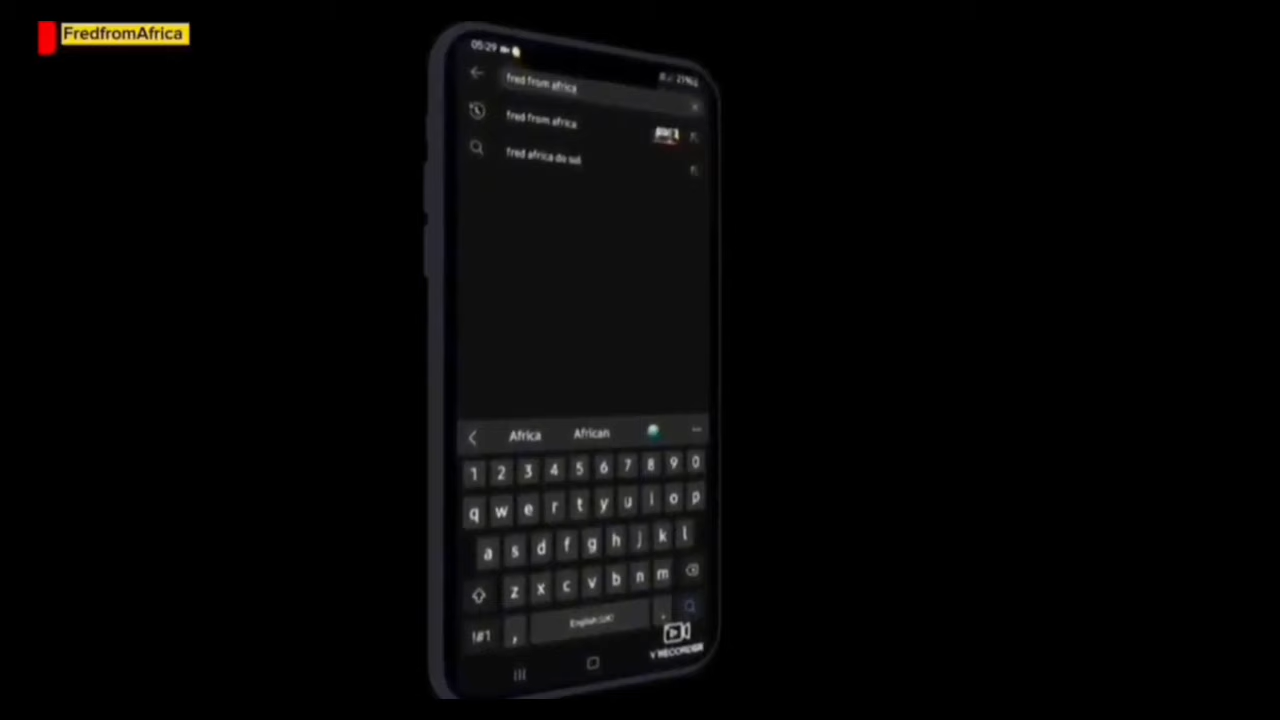 FredfromAfrica
05:29
fred from africa
fred from africa
fred africa do sul
Africa African
1 2 3 4 5 6 7 8 9 0
q w e r t y u i o p
a s d f g h j k l
z x c v b n m
!#1 , English (UK) .
V RECORDER